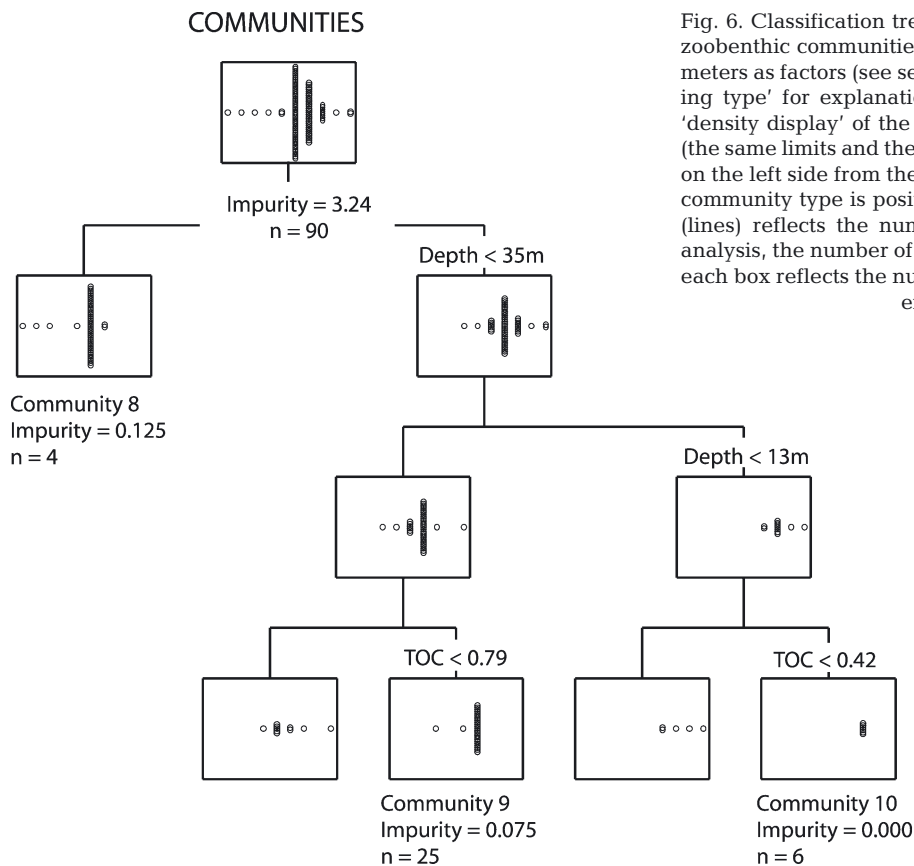 COMMUNITIES
Impurity = 3.24
n = 90
Depth < 35m
Community 8
Impurity = 0.125
n = 4
Depth < 13m
TOC < 0.79
TOC < 0.42
Community 9
Impurity = 0.075
n = 25
Community 10
Impurity = 0.000
n = 6
Fig. 6. Classification tre
zoobenthic communitie
meters as factors (see se
ing type’ for explanati
‘density display’ of the
(the same limits and the
on the left side from the
community type is posi
(lines) reflects the nu
analysis, the number of
each box reflects the nu
e